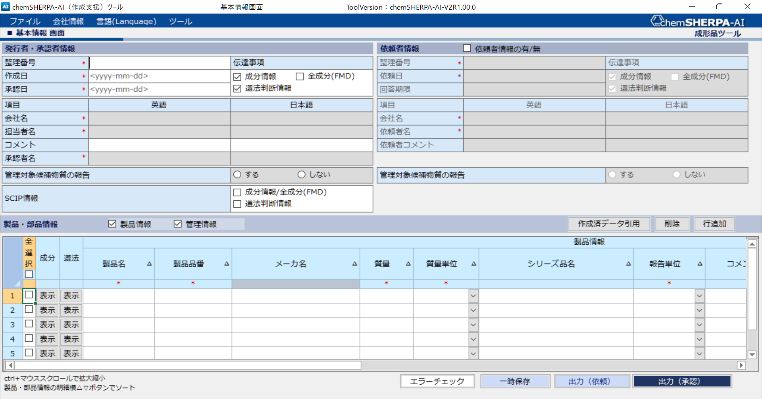 chemSHERPA-AI（作成支援）ツール 基本情報画面 ToolVersion：chemSHERPA-AI-V2R1.00.0
ファイル 会社情報 言語(Language) ツール chemSHERPA-AI
■ 基本情報 画面 成形品ツール
発行者・承認者情報 依頼者情報 依頼者情報の有/無
整理番号 * 伝達事項 整理番号 * 伝達事項
作成日 * <yyyy-mm-dd> 成分情報 全成分(FMD) 依頼日 * 成分情報 全成分(FMD)
承認日 * <yyyy-mm-dd> 遵法判断情報 回答期限 遵法判断情報
項目 英語 日本語 項目 英語 日本語
会社名 * 会社名 *
担当者名 * 依頼者名 *
コメント 依頼者コメント
承認者名 *
管理対象候補物質の報告 する しない 管理対象候補物質の報告 する しない
SCIP情報 成分情報/全成分(FMD)
遵法判断情報
製品・部品情報 製品情報 管理情報 作成済データ引用 削除 行追加
製品情報
全選択 成分 遵法 製品名 △ 製品品番 △ メーカ名 △ 質量 △ 質量単位 △ シリーズ品名 △ 報告単位 △ コメン
* * * * *
1 表示 表示
2 表示 表示
3 表示 表示
4 表示 表示
5 表示 表示
ctrl+マウススクロールで拡大縮小
製品・部品情報の明細欄△▽ボタンでソート
エラーチェック 一時保存 出力（依頼） 出力（承認）